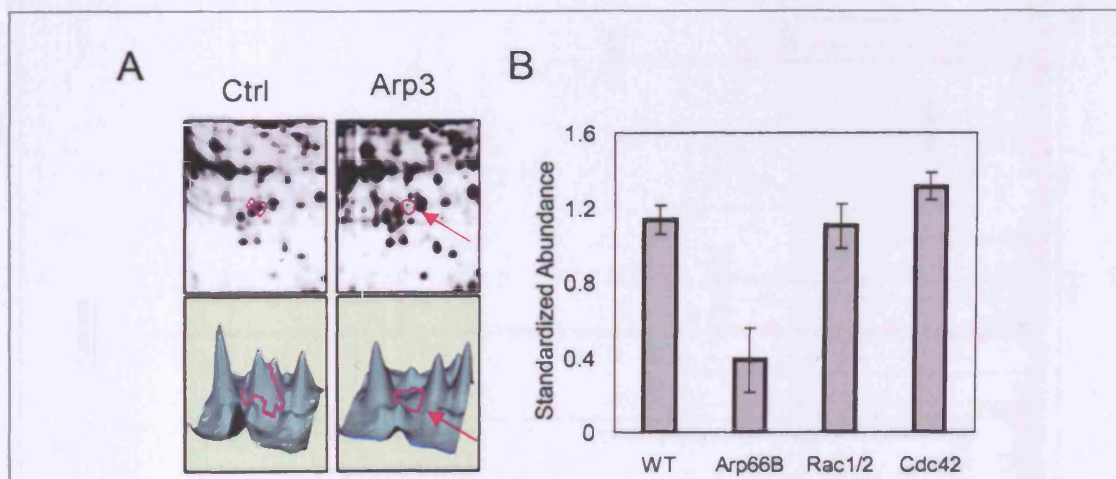 A
Ctrl
Arp3
B
Standardized Abundance
1.6
1.2
0.8
0.4
0
WT Arp66B Rac1/2 Cdc42